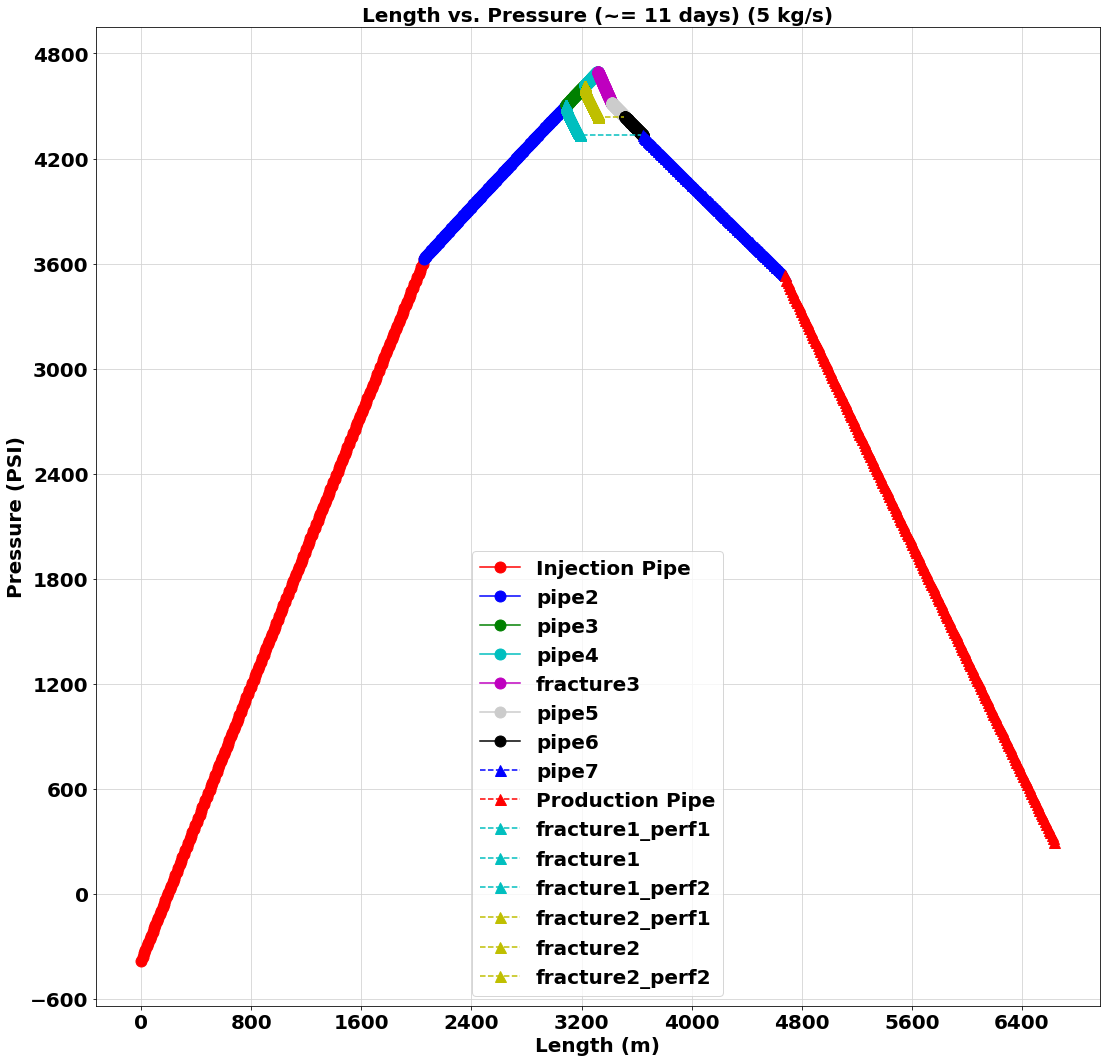 Length vs. Pressure (~= 11 days) (5 kg/s)
Pressure (PSI)
4800
4200
3600
3000
2400
1800
1200
600
0
−600
Injection Pipe
pipe2
pipe3
pipe4
fracture3
pipe5
pipe6
pipe7
Production Pipe
fracture1_perf1
fracture1
fracture1_perf2
fracture2_perf1
fracture2
fracture2_perf2
0 800 1600 2400 3200 4000 4800 5600 6400
Length (m)